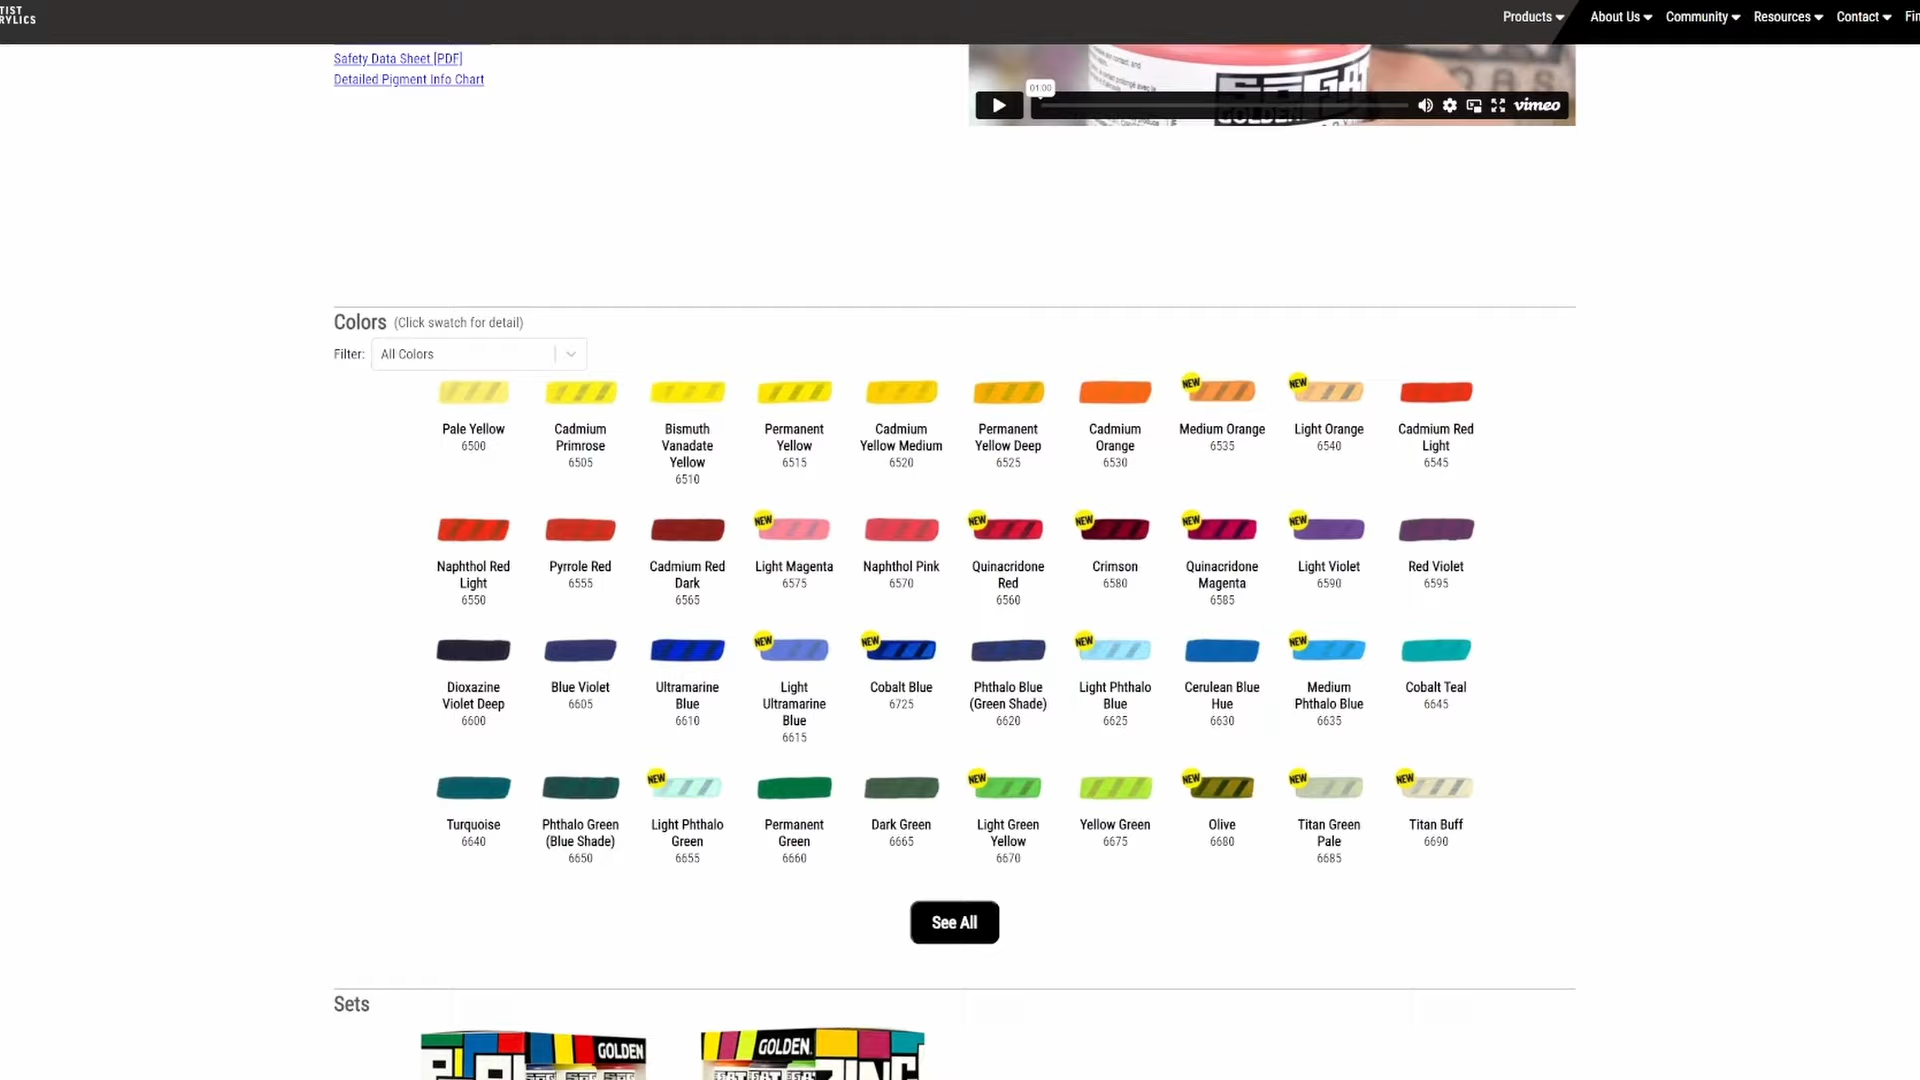 TIST
RYLICS
Products
About Us
Community
Resources
Contact
Fin
Safety Data Sheet [PDF]
Detailed Pigment Info Chart
01:00
vimeo
GOLDEN
Colors (Click swatch for detail)
Filter: All Colors
NEW
NEW
Pale Yellow
6500
Cadmium
Primrose
6505
Bismuth
Vanadate
Yellow
6510
Permanent
Yellow
6515
Cadmium
Yellow Medium
6520
Permanent
Yellow Deep
6525
Cadmium
Orange
6530
Medium Orange
6535
Light Orange
6540
Cadmium Red
Light
6545
NEW
NEW
NEW
NEW
NEW
Naphthol Red
Light
6550
Pyrrole Red
6555
Cadmium Red
Dark
6565
Light Magenta
6575
Naphthol Pink
6570
Quinacridone
Red
6560
Crimson
6580
Quinacridone
Magenta
6585
Light Violet
6590
Red Violet
6595
NEW
NEW
NEW
NEW
Dioxazine
Violet Deep
6600
Blue Violet
6605
Ultramarine
Blue
6610
Light
Ultramarine
Blue
6615
Cobalt Blue
6725
Phthalo Blue
(Green Shade)
6620
Light Phthalo
Blue
6625
Cerulean Blue
Hue
6630
Medium
Phthalo Blue
6635
Cobalt Teal
6645
NEW
NEW
NEW
NEW
NEW
Turquoise
6640
Phthalo Green
(Blue Shade)
6650
Light Phthalo
Green
6655
Permanent
Green
6660
Dark Green
6665
Light Green
Yellow
6670
Yellow Green
6675
Olive
6680
Titan Green
Pale
6685
Titan Buff
6690
See All
Sets
GOLDEN
GOLDEN